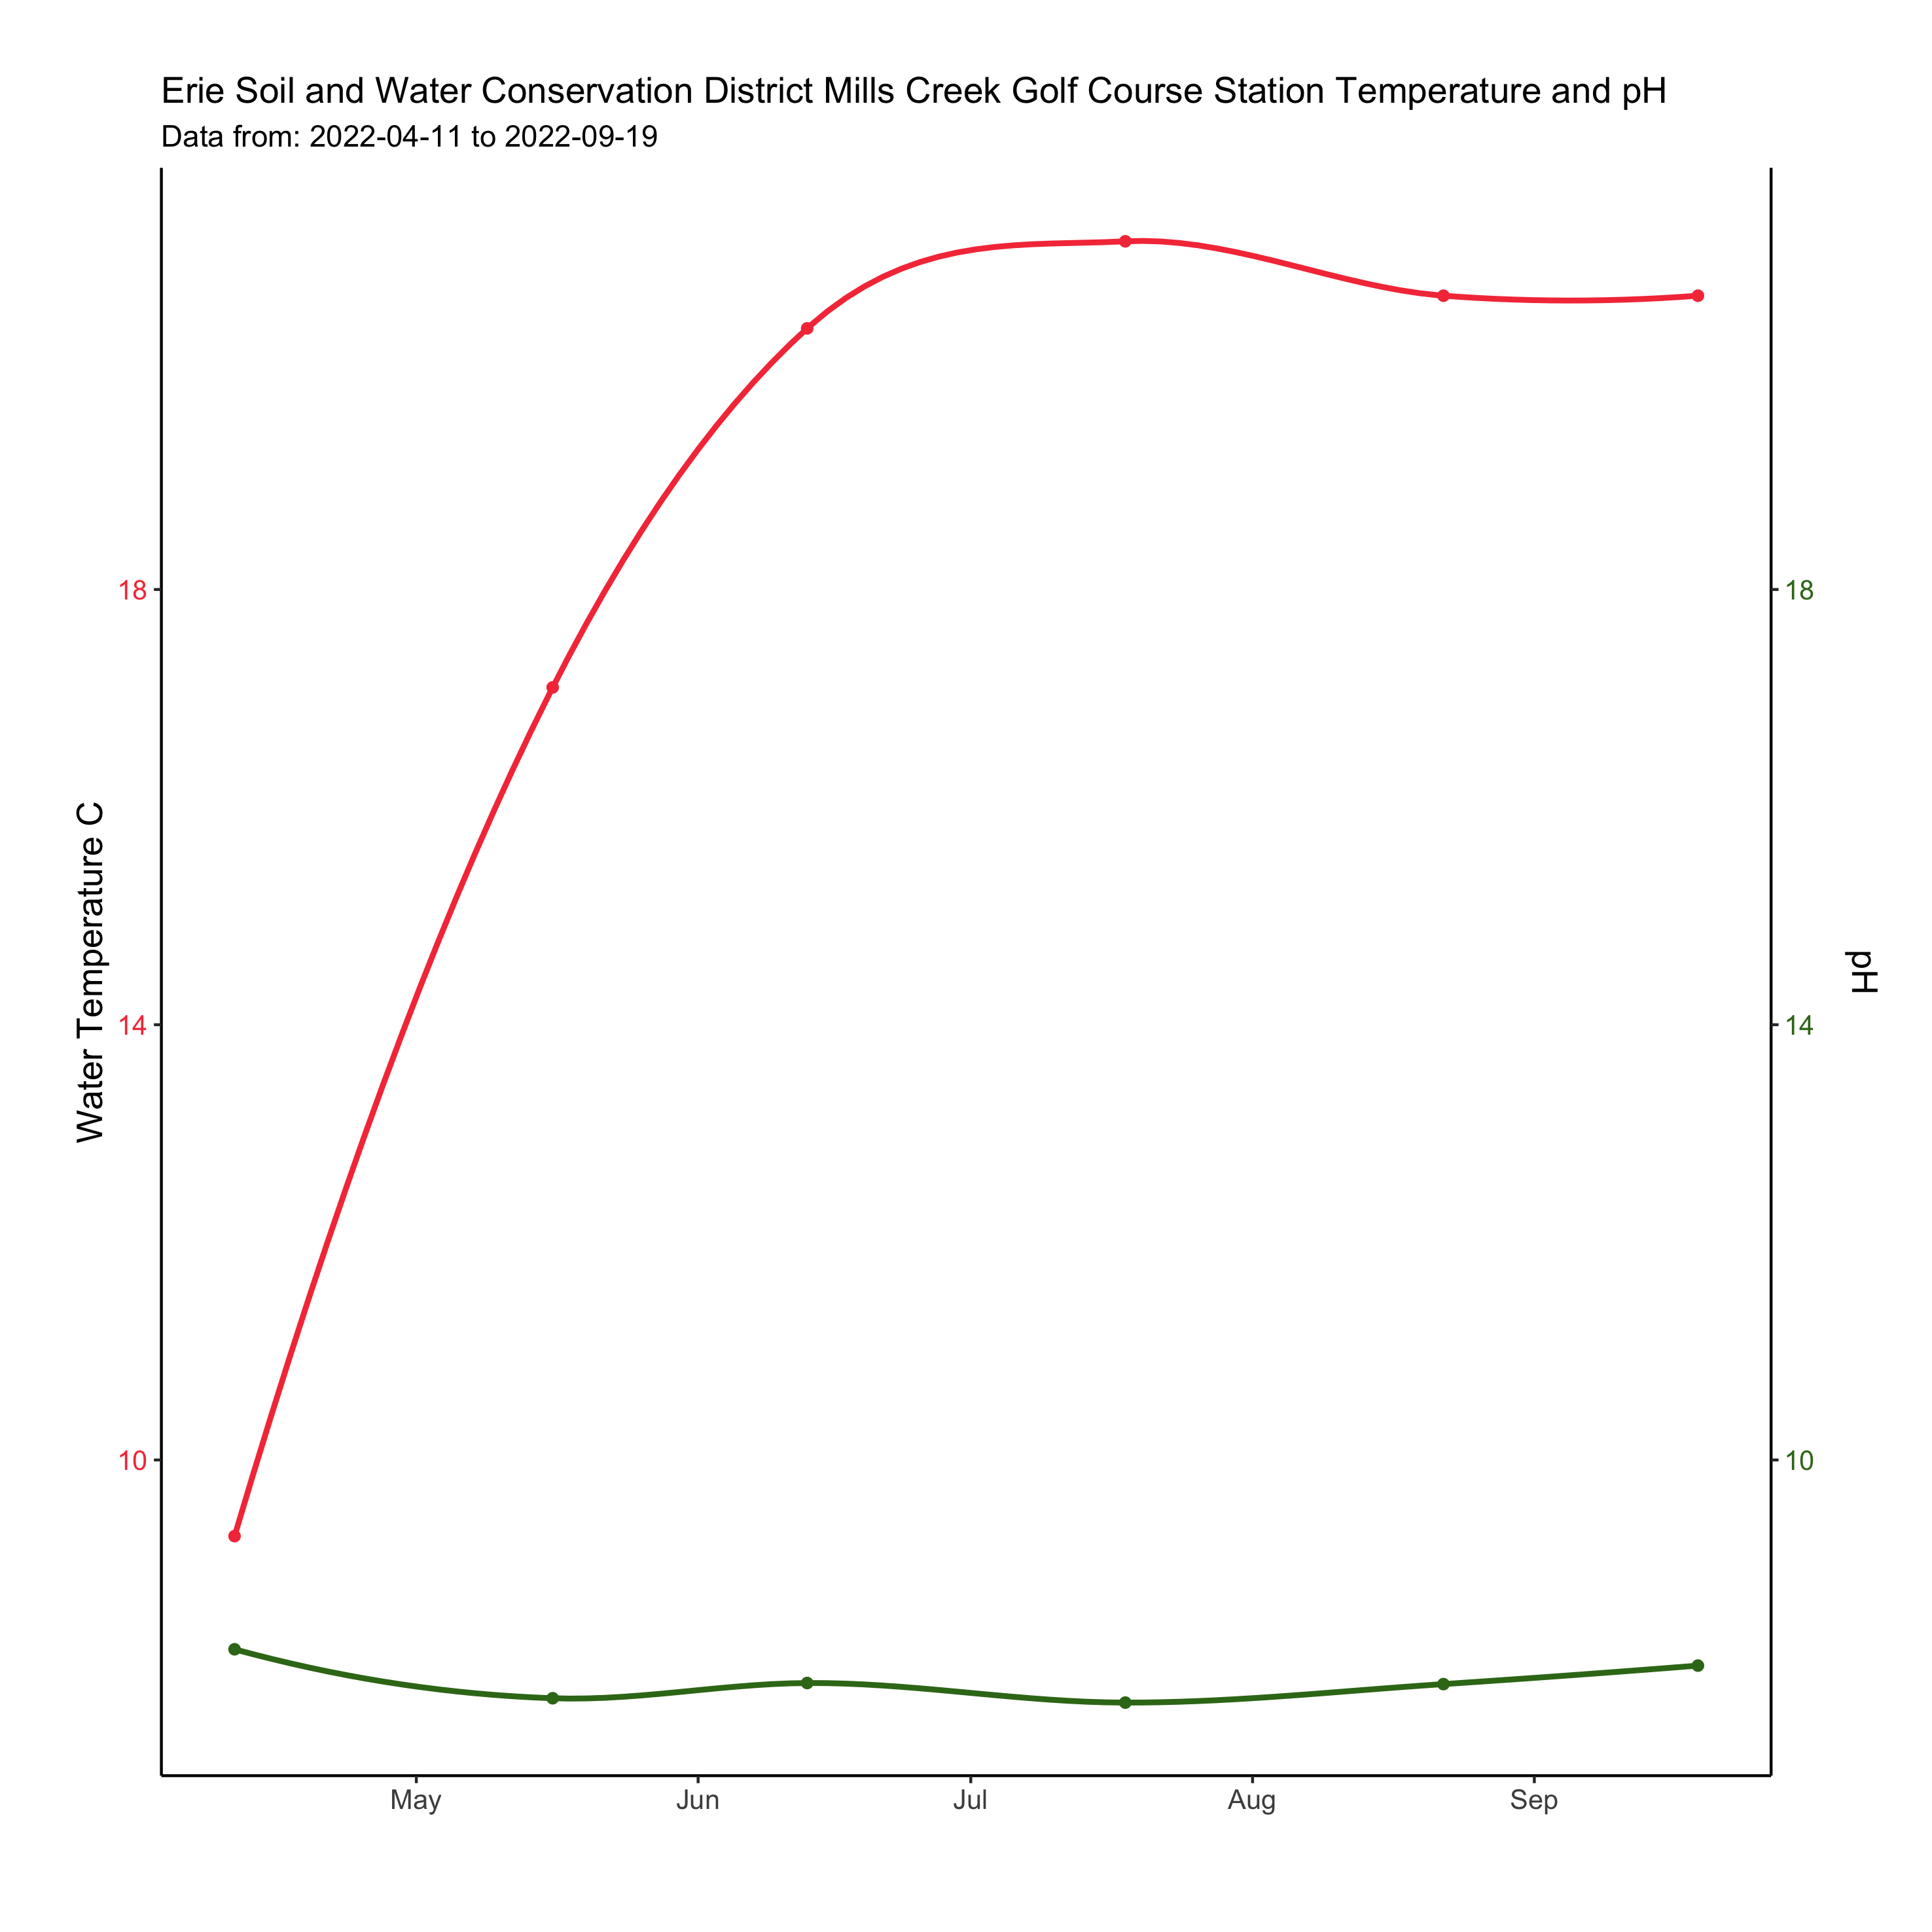 Erie Soil and Water Conservation District Mills Creek Golf Course Station Temperature and pH
Data from: 2022-04-11 to 2022-09-19
Water Temperature C
18
14
10
18
14
10
pH
May Jun Jul Aug Sep